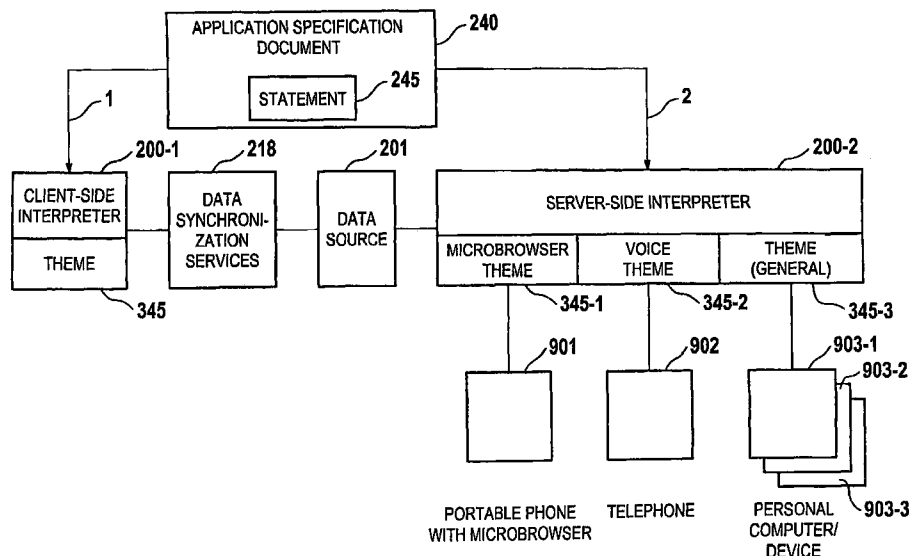 APPLICATION SPECIFICATION
DOCUMENT
240
STATEMENT
245
1
2
200-1
218
201
200-2
CLIENT-SIDE
INTERPRETER
THEME
345
DATA
SYNCHRONI-
ZATION
SERVICES
DATA
SOURCE
SERVER-SIDE INTERPRETER
MICROBROWSER
THEME
VOICE
THEME
THEME
(GENERAL)
345-1
345-2
345-3
901
902
903-1
903-2
903-3
PORTABLE PHONE
WITH MICROBROWSER
TELEPHONE
PERSONAL
COMPUTER/
DEVICE